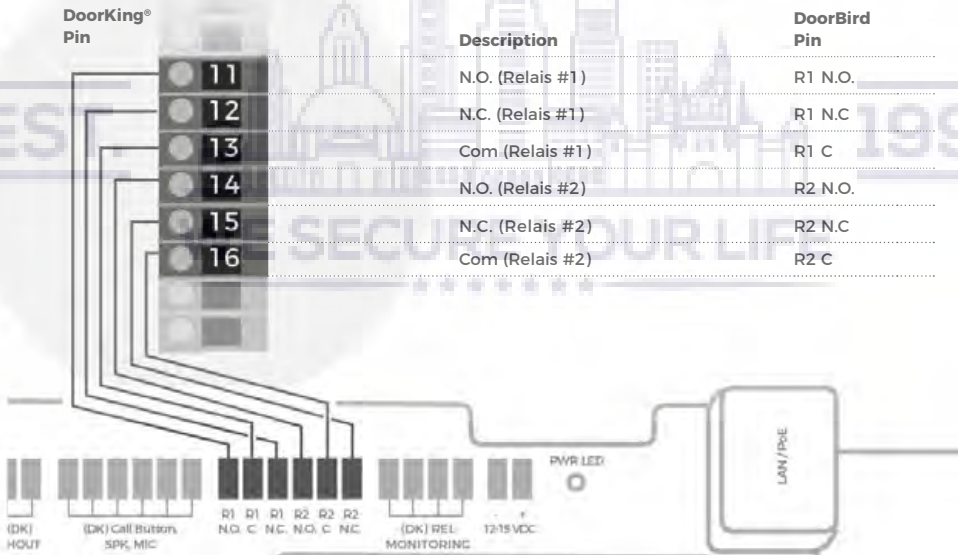 DoorKing®
Pin
Description
DoorBird
Pin
11 N.O. (Relais #1) R1 N.O.
12 N.C. (Relais #1) R1 N.C
13 Com (Relais #1) R1 C
14 N.O. (Relais #2) R2 N.O.
15 N.C. (Relais #2) R2 N.C
16 Com (Relais #2) R2 C
EST. 199
SECURE YOUR LIFE
LAN / PoE
PWR LED
R1 R1 R1 R2 R2 R2
N.O. C N.C. N.O. C N.C.
- +
12-15 VDC
(DK)
HOUT
(DK) Call Button,
SPK, MIC
(DK) REL
MONITORING